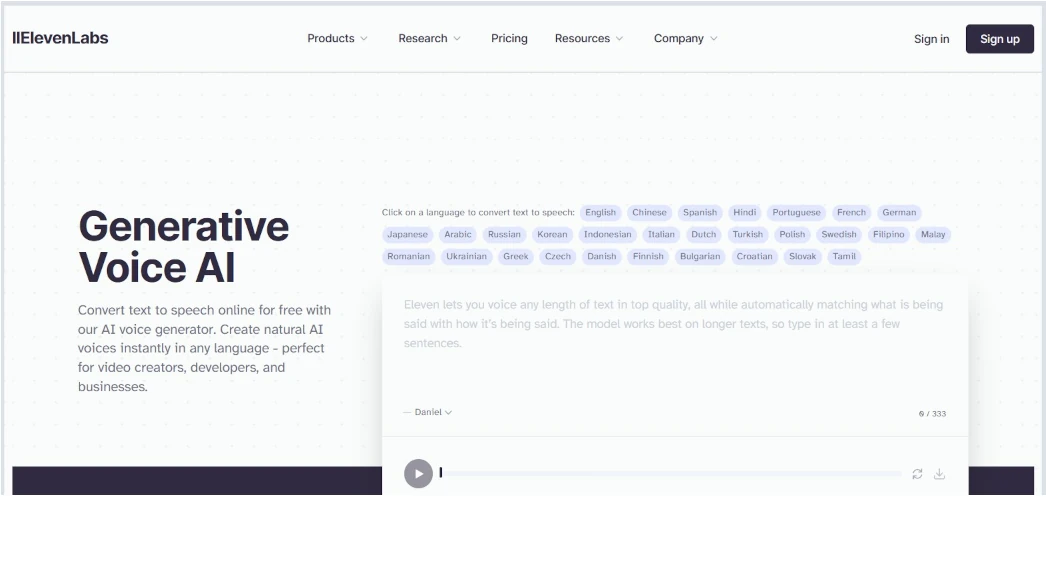 IIElevenLabs
Products
Research
Pricing
Resources
Company
Sign in
Sign up
Generative
Voice AI
Convert text to speech online for free with
our AI voice generator. Create natural AI
voices instantly in any language - perfect
for video creators, developers, and
businesses.
Click on a language to convert text to speech: English Chinese Spanish Hindi Portuguese French German
Japanese Arabic Russian Korean Indonesian Italian Dutch Turkish Polish Swedish Filipino Malay
Romanian Ukrainian Greek Czech Danish Finnish Bulgarian Croatian Slovak Tamil
Eleven lets you voice any length of text in top quality, all while automatically matching what is being
said with how it's being said. The model works best on longer texts, so type in at least a few
sentences.
— Daniel
0 / 333